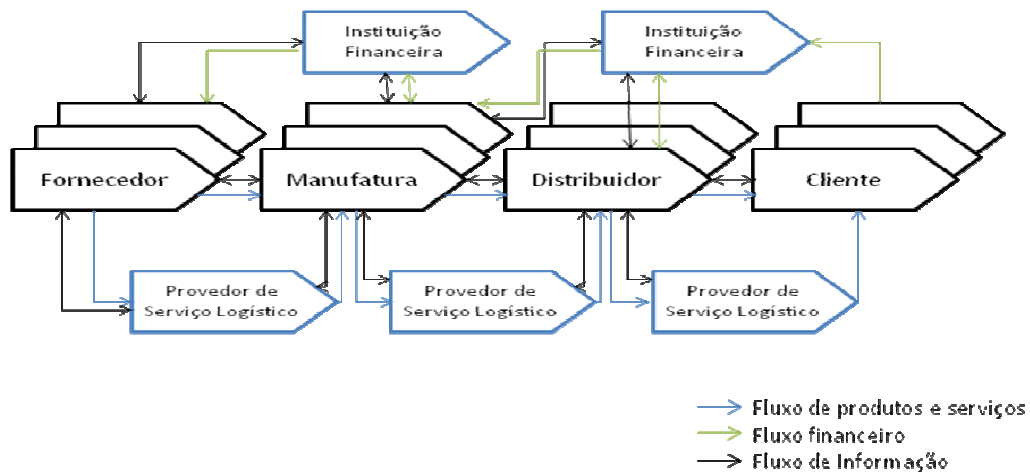 Instituição
Financeira
Instituição
Financeira
Fornecedor
Manufatura
Distribuidor
Cliente
Provedor de
Serviço Logístico
Provedor de
Serviço Logístico
Provedor de
Serviço Logístico
Fluxo de produtos e serviços
Fluxo financeiro
Fluxo de Informação